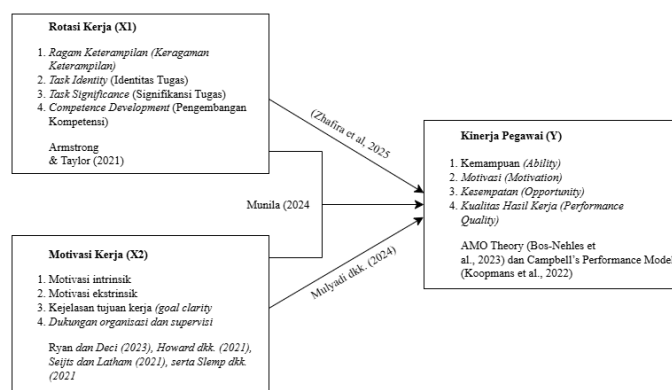 Rotasi Kerja (X1)
1. Ragam Keterampilan (Keragaman
Keterampilan)
2. Task Identity (Identitas Tugas)
3. Task Significance (Signifikansi Tugas)
4. Competence Development (Pengembangan
Kompetensi)
Armstrong
& Taylor (2021)
(Zhafira et al, 2025
Munila (2024
Kinerja Pegawai (Y)
1. Kemampuan (Ability)
2. Motivasi (Motivation)
3. Kesempatan (Opportunity)
4. Kualitas Hasil Kerja (Performance
Quality)
AMO Theory (Bos-Nehles et
al., 2023) dan Campbell’s Performance Model
(Koopmans et al., 2022)
Motivasi Kerja (X2)
1. Motivasi intrinsik
2. Motivasi ekstrinsik
3. Kejelasan tujuan kerja (goal clarity
4. Dukungan organisasi dan supervisi
Ryan dan Deci (2023), Howard dkk. (2021),
Seijts dan Latham (2021), serta Slemp dkk.
(2021
Mulyadi dkk. (2024)